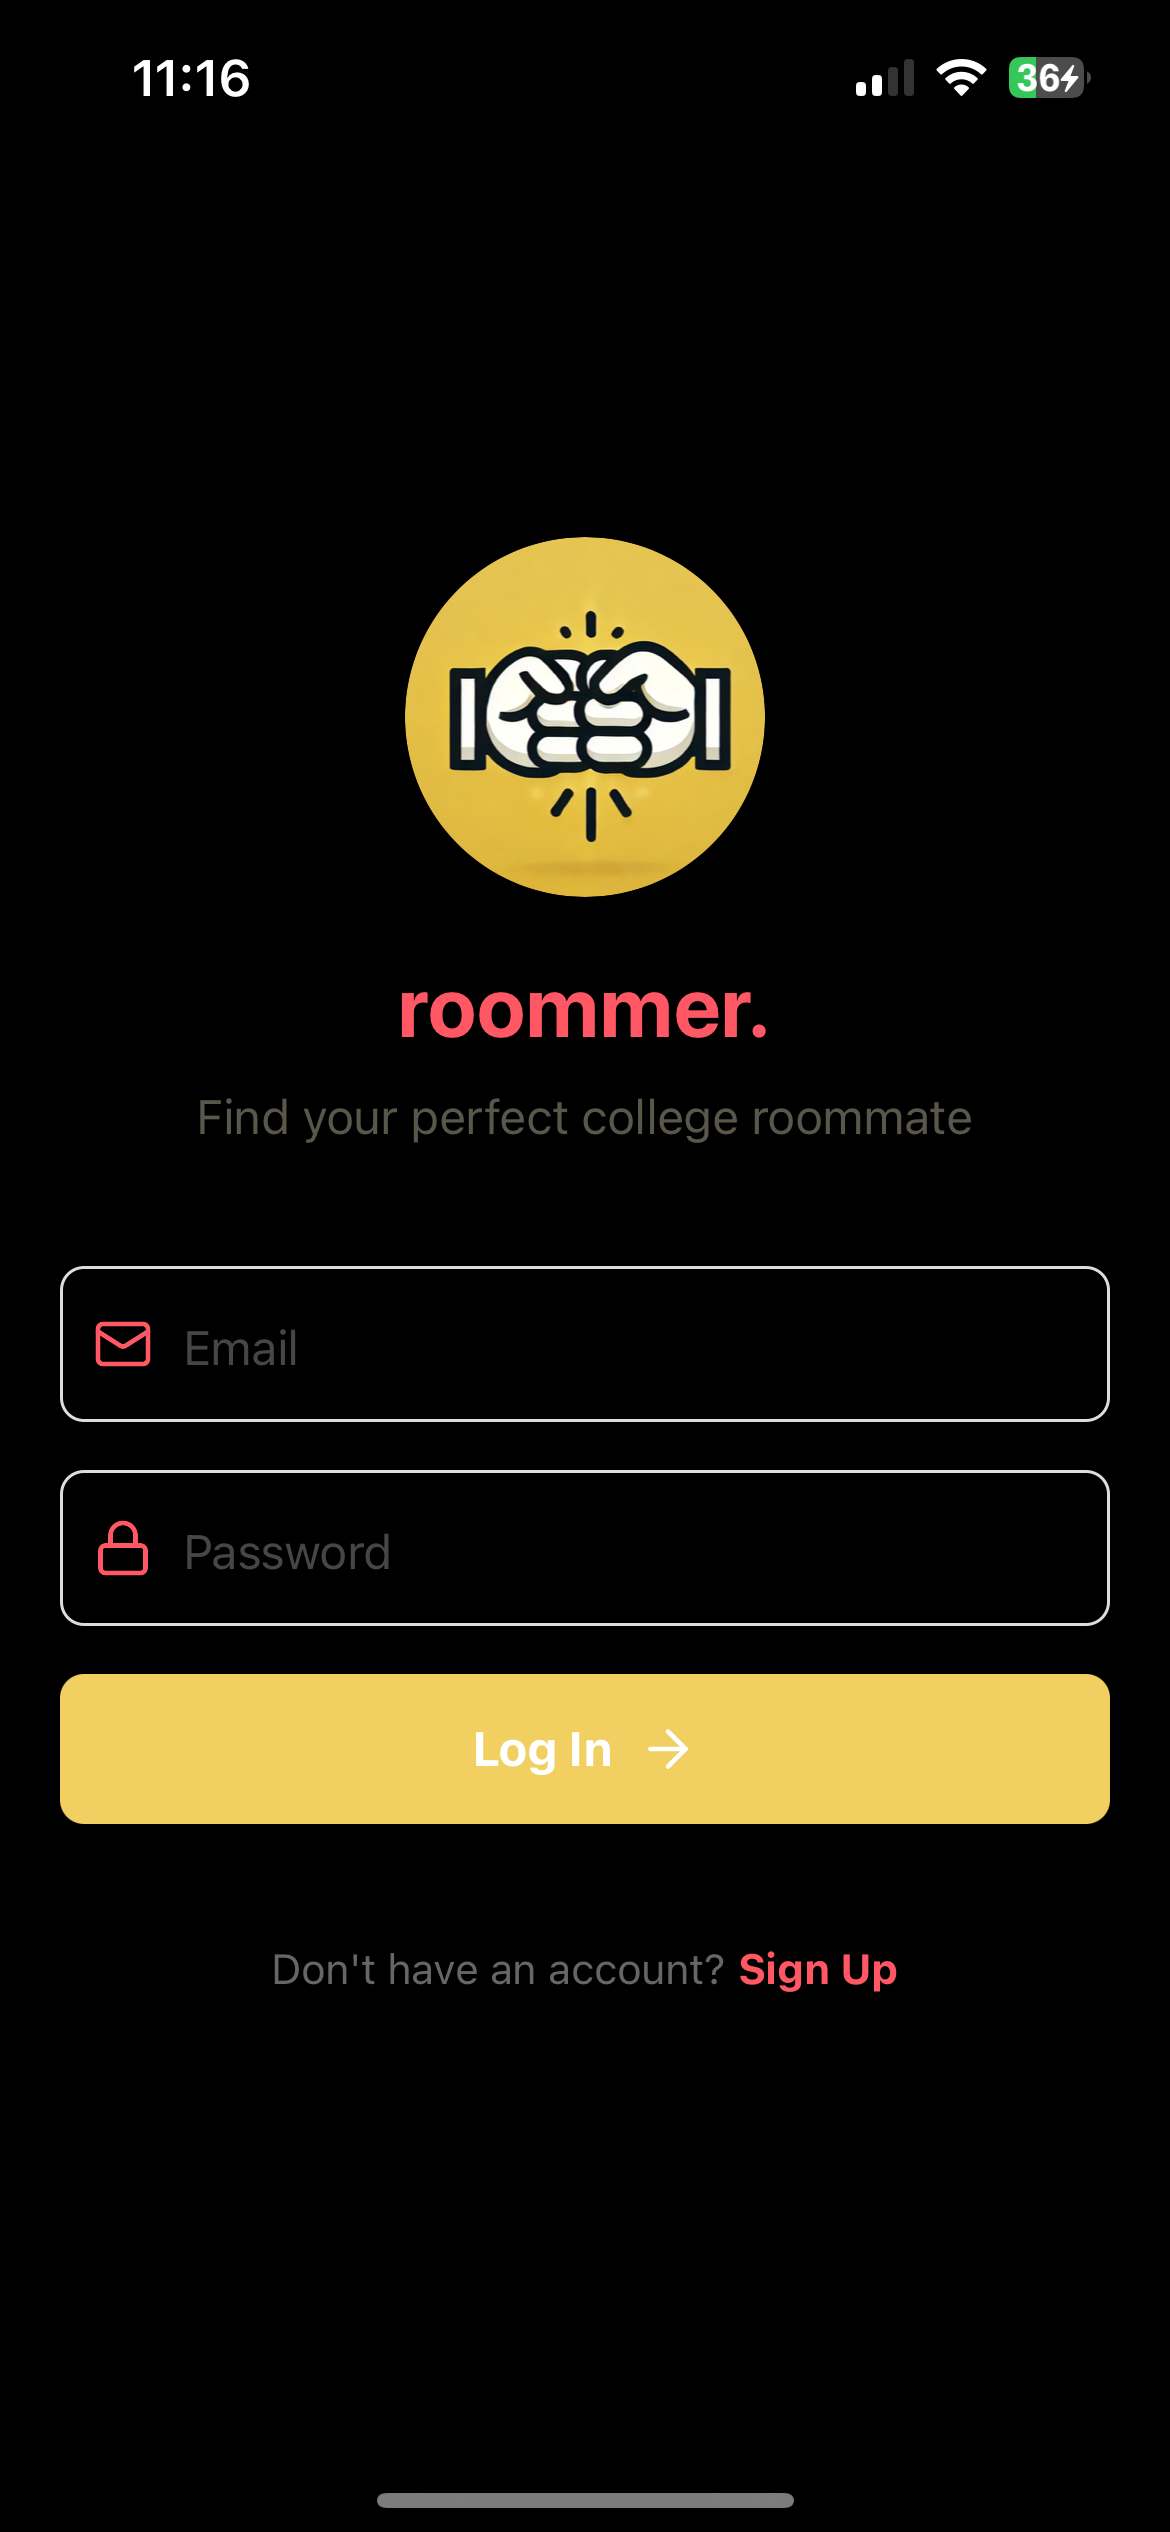 11:16
36
roommer.
Find your perfect college roommate
Email
Password
Log In
Don't have an account? Sign Up